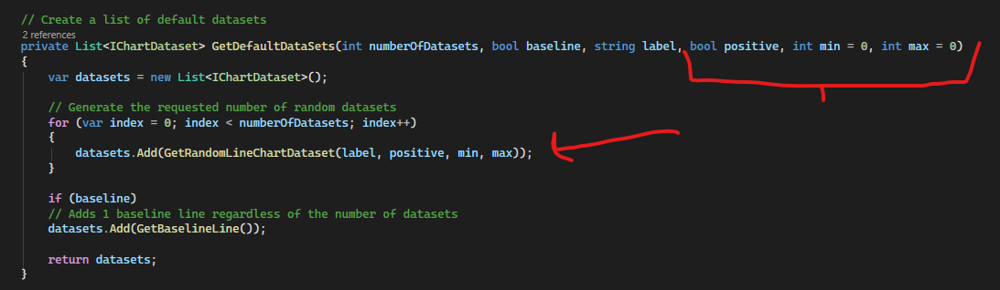 // Create a list of default datasets
2 references
private List<IChartDataset> GetDefaultDataSets(int numberOfDatasets, bool baseline, string label, bool positive, int min = 0, int max = 0)
{
var datasets = new List<IChartDataset>();
// Generate the requested number of random datasets
for (var index = 0; index < numberOfDatasets; index++)
{
datasets.Add(GetRandomLineChartDataset(label, positive, min, max));
}
if (baseline)
// Adds 1 baseline line regardless of the number of datasets
datasets.Add(GetBaselineLine());
return datasets;
}